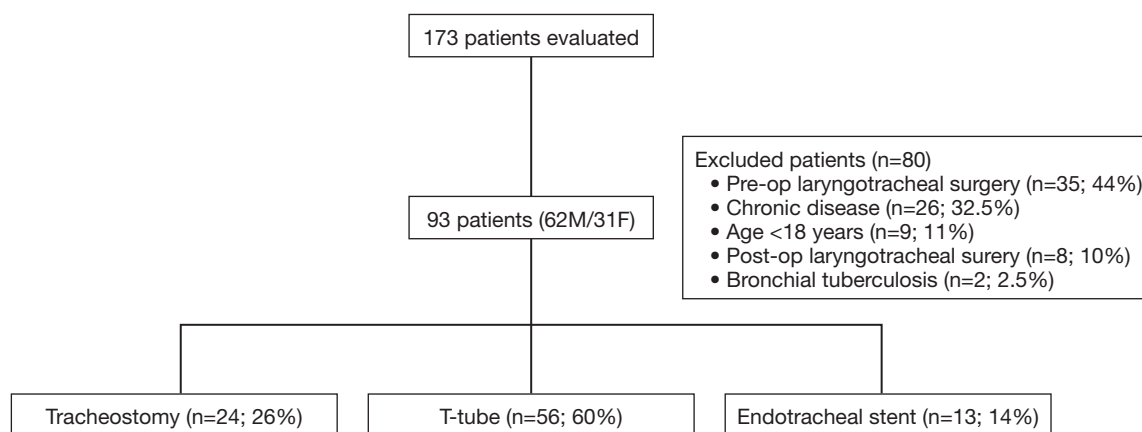 173 patients evaluated
Excluded patients (n=80)
• Pre-op laryngotracheal surgery (n=35; 44%)
• Chronic disease (n=26; 32.5%)
• Age <18 years (n=9; 11%)
• Post-op laryngotracheal surery (n=8; 10%)
• Bronchial tuberculosis (n=2; 2.5%)
93 patients (62M/31F)
Tracheostomy (n=24; 26%)
T-tube (n=56; 60%)
Endotracheal stent (n=13; 14%)